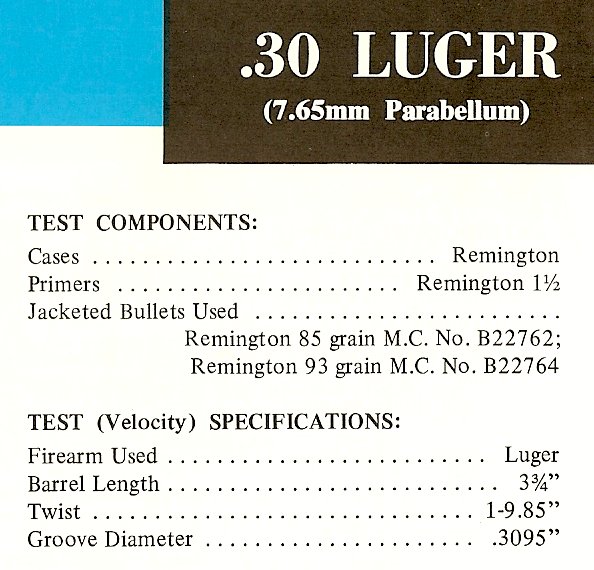 .30 LUGER
(7.65mm Parabellum)
TEST COMPONENTS:
Cases ............................ Remington
Primers ....................... Remington 1½
Jacketed Bullets Used .........................
Remington 85 grain M.C. No. B22762;
Remington 93 grain M.C. No. B22764
TEST (Velocity) SPECIFICATIONS:
Firearm Used .......................... Luger
Barrel Length ........................... 3¾”
Twist ............................... 1-9.85”
Groove Diameter ...................... .3095”